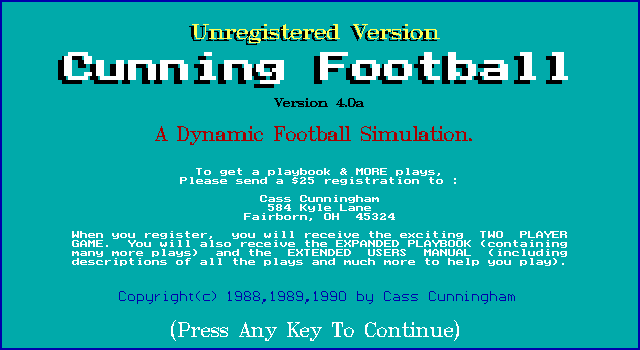 Unregistered Version
Cunning Football
Version 4.0a
A Dynamic Football Simulation.
To get a playbook & MORE plays,
Please send a $25 registration to :
Cass Cunningham
584 Kyle Lane
Fairborn, OH  45324
When you register,  you will receive the exciting  TWO  PLAYER
GAME.  You will also receive the EXPANDED PLAYBOOK (containing
many more plays)  and the  EXTENDED  USERS  MANUAL  (including
descriptions of all the plays and much more to help you play).
Copyright(c) 1988,1989,1990 by Cass Cunningham
(Press Any Key To Continue)